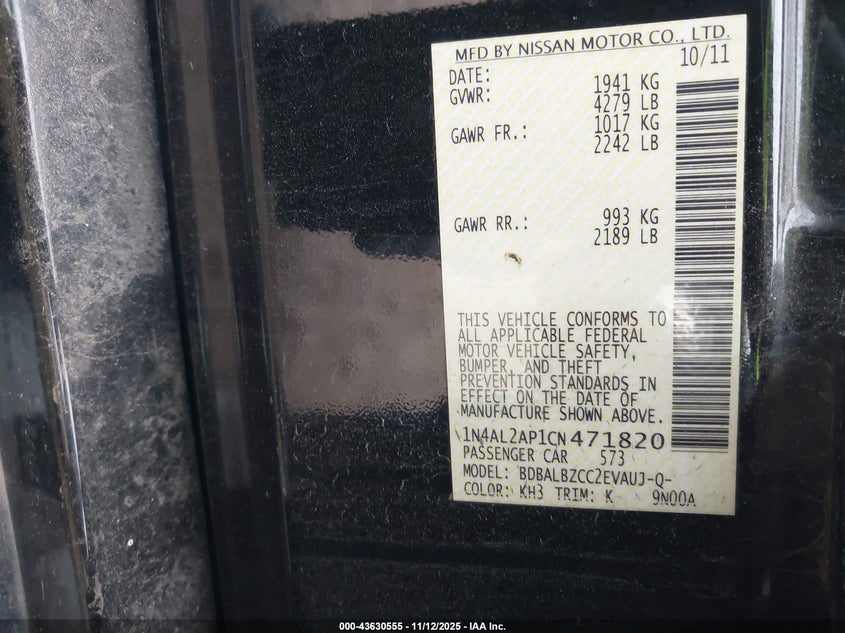 MFD BY NISSAN MOTOR CO., LTD.
DATE: 10/11
GVWR: 1941 KG
4279 LB
GAWR FR.: 1017 KG
2242 LB
GAWR RR.: 993 KG
2189 LB
THIS VEHICLE CONFORMS TO
ALL APPLICABLE FEDERAL
MOTOR VEHICLE SAFETY,
BUMPER, AND THEFT
PREVENTION STANDARDS IN
EFFECT ON THE DATE OF
MANUFACTURE SHOWN ABOVE.
1N4AL2AP1CN471820
PASSENGER CAR 573
MODEL: BDBALBZCC2EVAUJ-Q-
COLOR: KH3 TRIM: K 9N00A
000-43630555 - 11/12/2025 - IAA Inc.